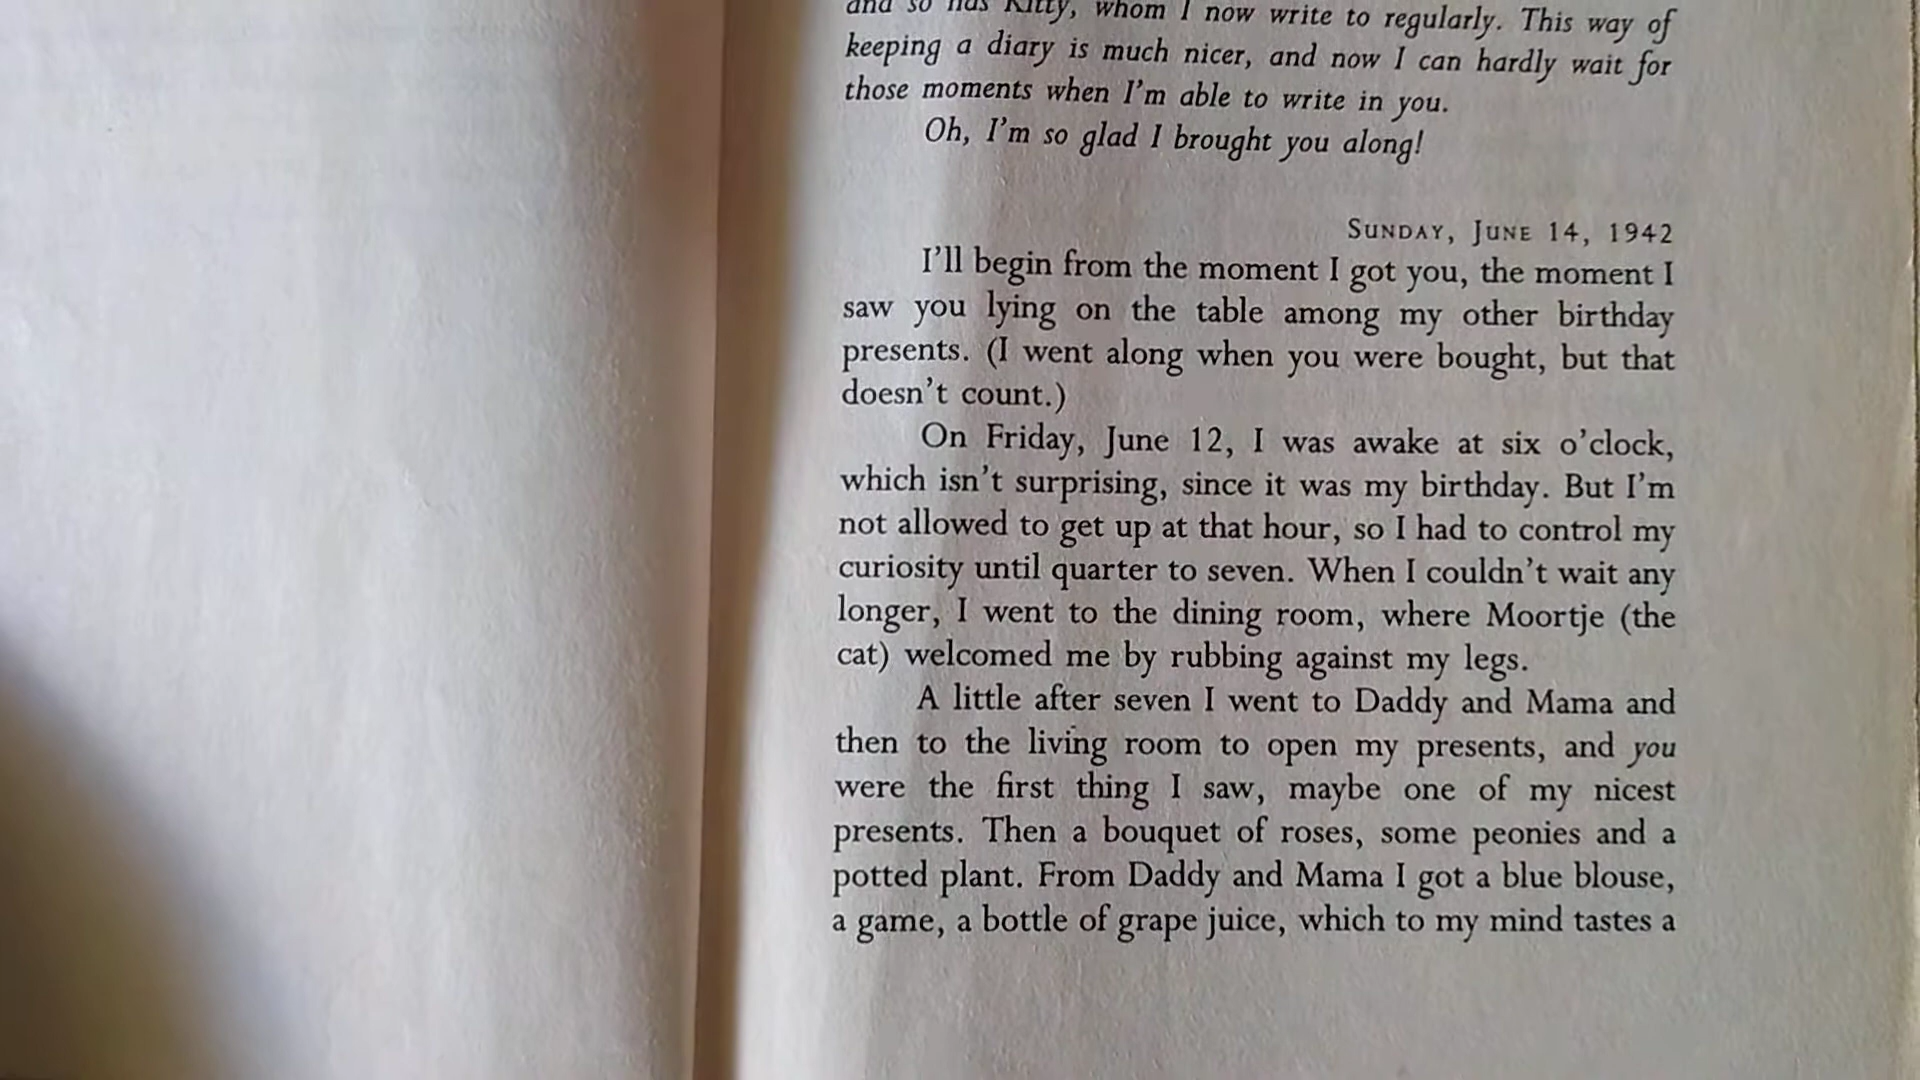 and so has Kitty, whom I now write to regularly. This way of
keeping a diary is much nicer, and now I can hardly wait for
those moments when I'm able to write in you.
Oh, I'm so glad I brought you along!
SUNDAY, JUNE 14, 1942
I'll begin from the moment I got you, the moment I
saw you lying on the table among my other birthday
presents. (I went along when you were bought, but that
doesn't count.)
On Friday, June 12, I was awake at six o'clock,
which isn't surprising, since it was my birthday. But I'm
not allowed to get up at that hour, so I had to control my
curiosity until quarter to seven. When I couldn't wait any
longer, I went to the dining room, where Moortje (the
cat) welcomed me by rubbing against my legs.
A little after seven I went to Daddy and Mama and
then to the living room to open my presents, and you
were the first thing I saw, maybe one of my nicest
presents. Then a bouquet of roses, some peonies and a
potted plant. From Daddy and Mama I got a blue blouse,
a game, a bottle of grape juice, which to my mind tastes a